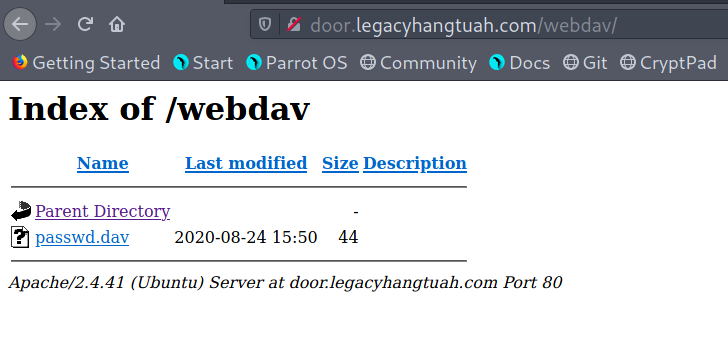 door.legacyhangtuah.com/webdav/
Getting Started Start Parrot OS Community Docs Git CryptPad
Index of /webdav
Name Last modified Size Description
Parent Directory -
passwd.dav 2020-08-24 15:50 44
Apache/2.4.41 (Ubuntu) Server at door.legacyhangtuah.com Port 80